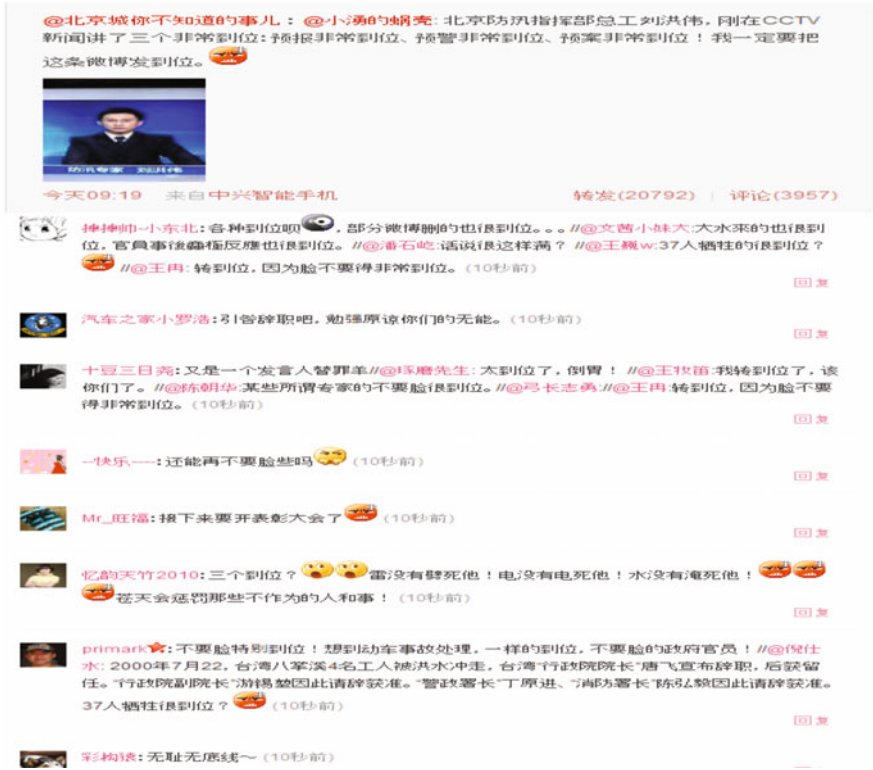 @北京城你不知道的事儿：@小湧的蜗壳：北京防汛指挥部总工刘洪伟，刚在CCTV
新闻讲了三个非常到位：预报非常到位、预警非常到位、预案非常到位！我一定要把
这条微博发到位。
防汛专家 刘洪伟
今天09:19 来自中兴智能手机 转发(20792) | 评论(3957)
捶捶帅-小东北：各种到位呗，部分微博删的也很到位。。。//@文茜小妹大:大水來的也很到
位，官員事後鱻極反應也很到位。//@潘石屹:话说很这样荫？ //@王巍w:37人牺牲的很到位？
//@王冉: 转到位，因为脸不要得非常到位。(10秒前)
回复
汽车之家小罗浩：引咎辞职吧，勉强原谅你们的无能。(10秒前)
回复
十豆三日尧：又是一个发言人替罪羊//@琢磨先生: 太到位了，倒胃！ //@王牧笛:我转到位了，该
你们了。//@陈朝华:某些所谓专家的不要脸很到位。//@弓长志勇://@王冉:转到位，因为脸不要
得非常到位。(10秒前)
回复
--快乐----：还能再不要脸些吗 (10秒前)
回复
Mr_旺福：接下来要开表彰大会了 (10秒前)
回复
忆韵天竹2010：三个到位？雷没有劈死他！电没有电死他！水没有淹死他！
苍天会惩罚那些不作为的人和事！(10秒前)
回复
primark：不要脸特别到位！想到动车事故处理，一样的到位，不要脸的政府官员！//@倪仕
水: 2000年7月22，台湾八掌溪4名工人被洪水冲走，台湾“行政院院长”唐飞宣布辞职，后获留
任。“行政院副院长”游锡堃因此请辞获准。“警政署长”丁原进、“消防署长”陈弘毅因此请辞获准。
37人牺牲很到位？ (10秒前)
回复
彩构猿：无耻无底线～ (10秒前)